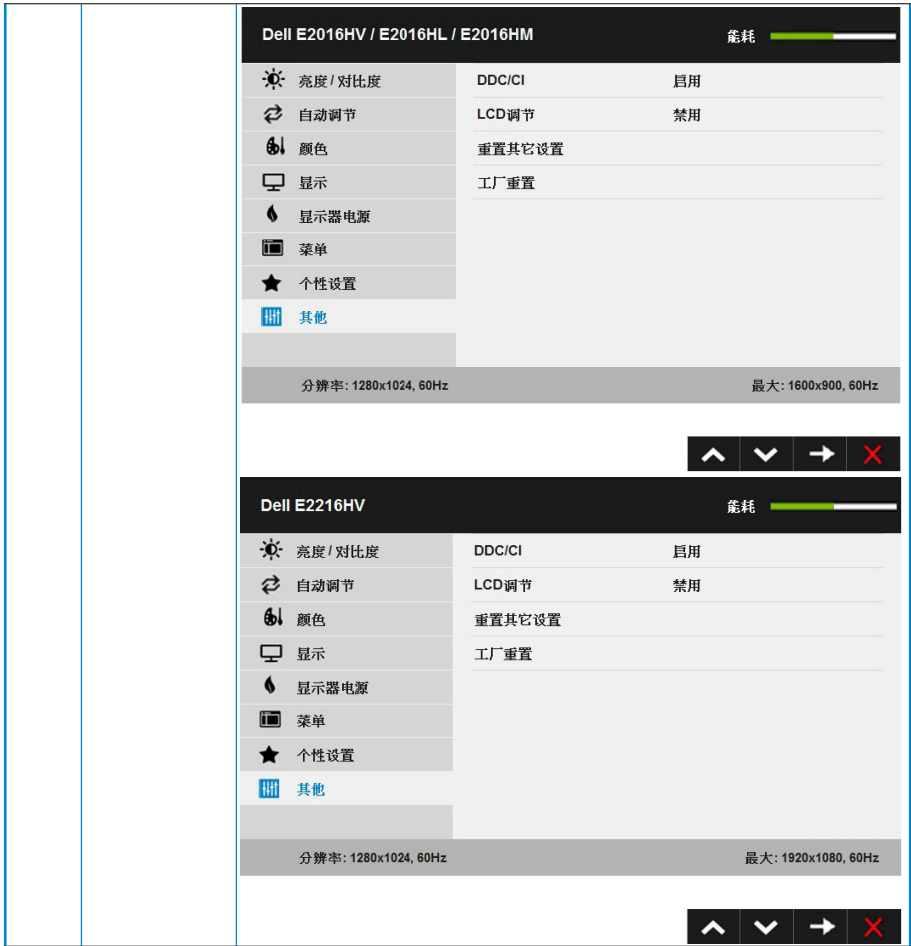 Dell E2016HV / E2016HL / E2016HM 能耗
亮度 / 对比度 DDC/CI 启用
自动调节 LCD调节 禁用
颜色 重置其它设置
显示 工厂重置
显示器电源
菜单
个性设置
其他
分辨率: 1280x1024, 60Hz 最大: 1600x900, 60Hz
Dell E2216HV 能耗
亮度 / 对比度 DDC/CI 启用
自动调节 LCD调节 禁用
颜色 重置其它设置
显示 工厂重置
显示器电源
菜单
个性设置
其他
分辨率: 1280x1024, 60Hz 最大: 1920x1080, 60Hz